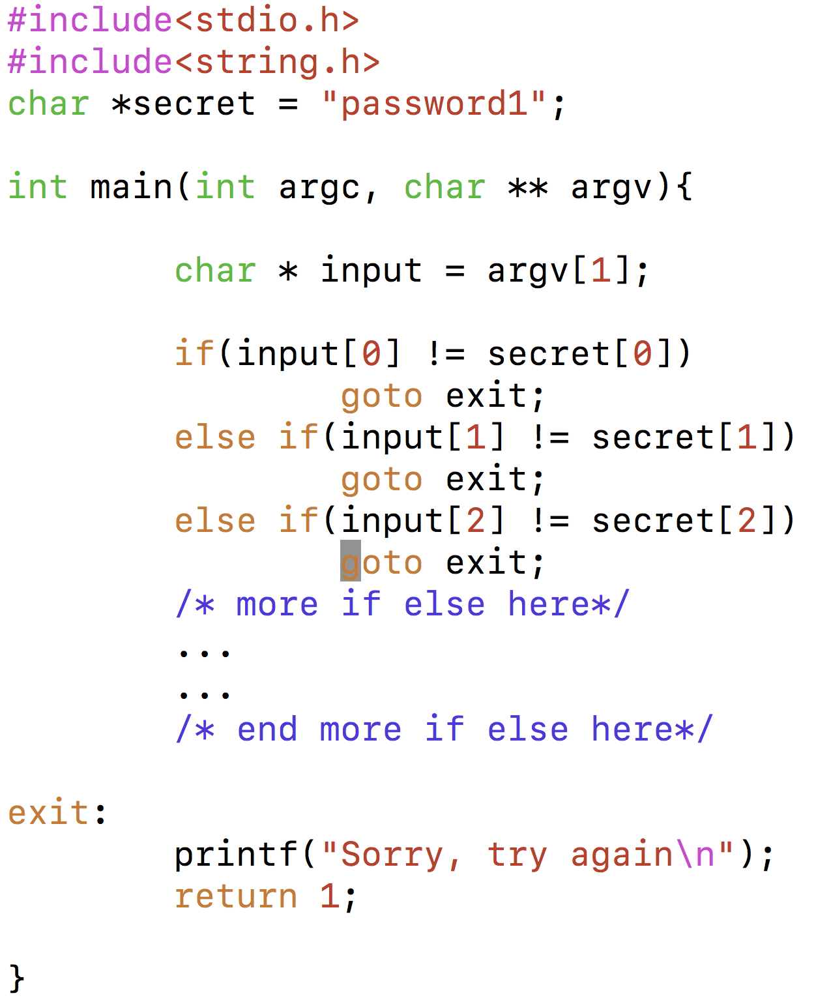 #include<stdio.h>
#include<string.h>
char *secret = "password1";
int main(int argc, char ** argv){
char * input = argv[1];
if(input[0] != secret[0])
goto exit;
else if(input[1] != secret[1])
goto exit;
else if(input[2] != secret[2])
goto exit;
/* more if else here*/
...
...
/* end more if else here*/
exit:
printf("Sorry, try again\n");
return 1;
}